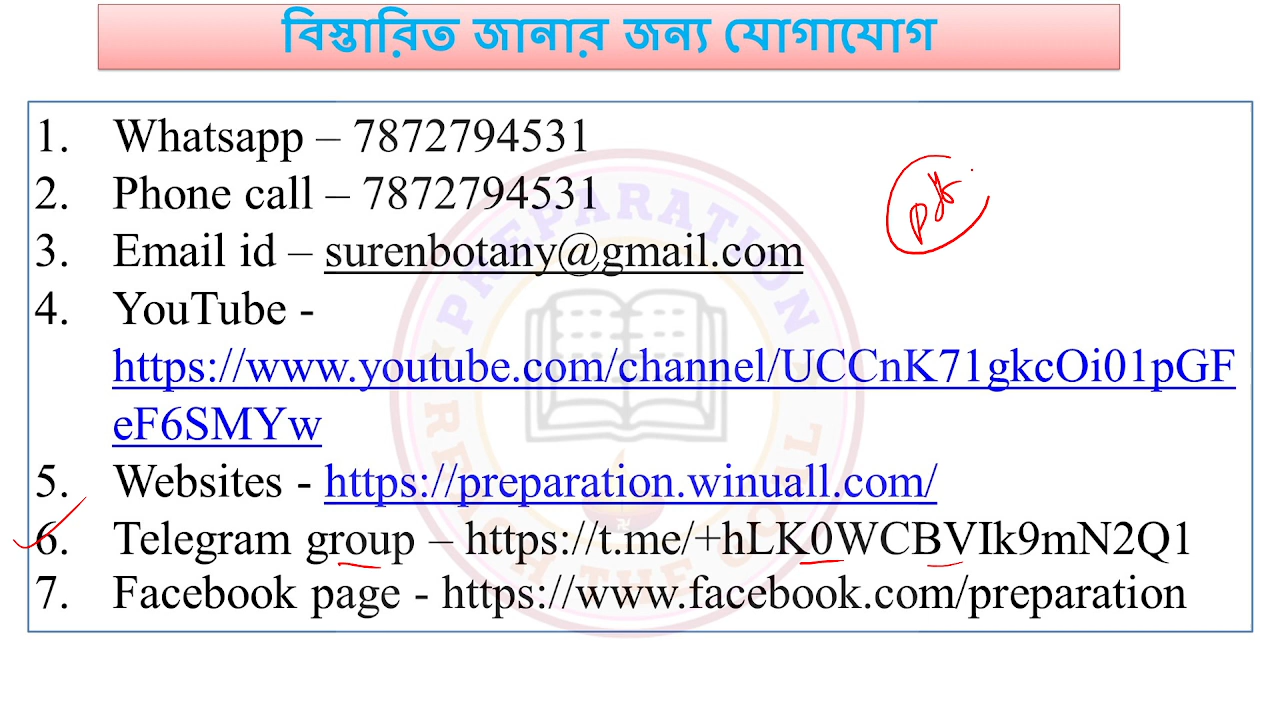 বিস্তারিত জানার জন্য যোগাযোগ
1. Whatsapp – 7872794531
2. Phone call – 7872794531
3. Email id – surenbotany@gmail.com
4. YouTube -
https://www.youtube.com/channel/UCCnK71gkcOi01pGF
eF6SMYw
5. Websites - https://preparation.winuall.com/
6. Telegram group – https://t.me/+hLK0WCBVIk9mN2Q1
7. Facebook page - https://www.facebook.com/preparation
PREPARATION